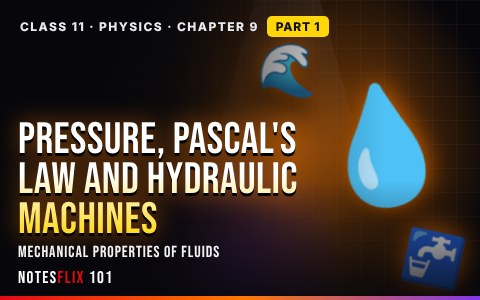 CLASS 11 · PHYSICS · CHAPTER 9 PART 1
PRESSURE, PASCAL'S
LAW AND HYDRAULIC
MACHINES
MECHANICAL PROPERTIES OF FLUIDS
NOTESFLIX 101